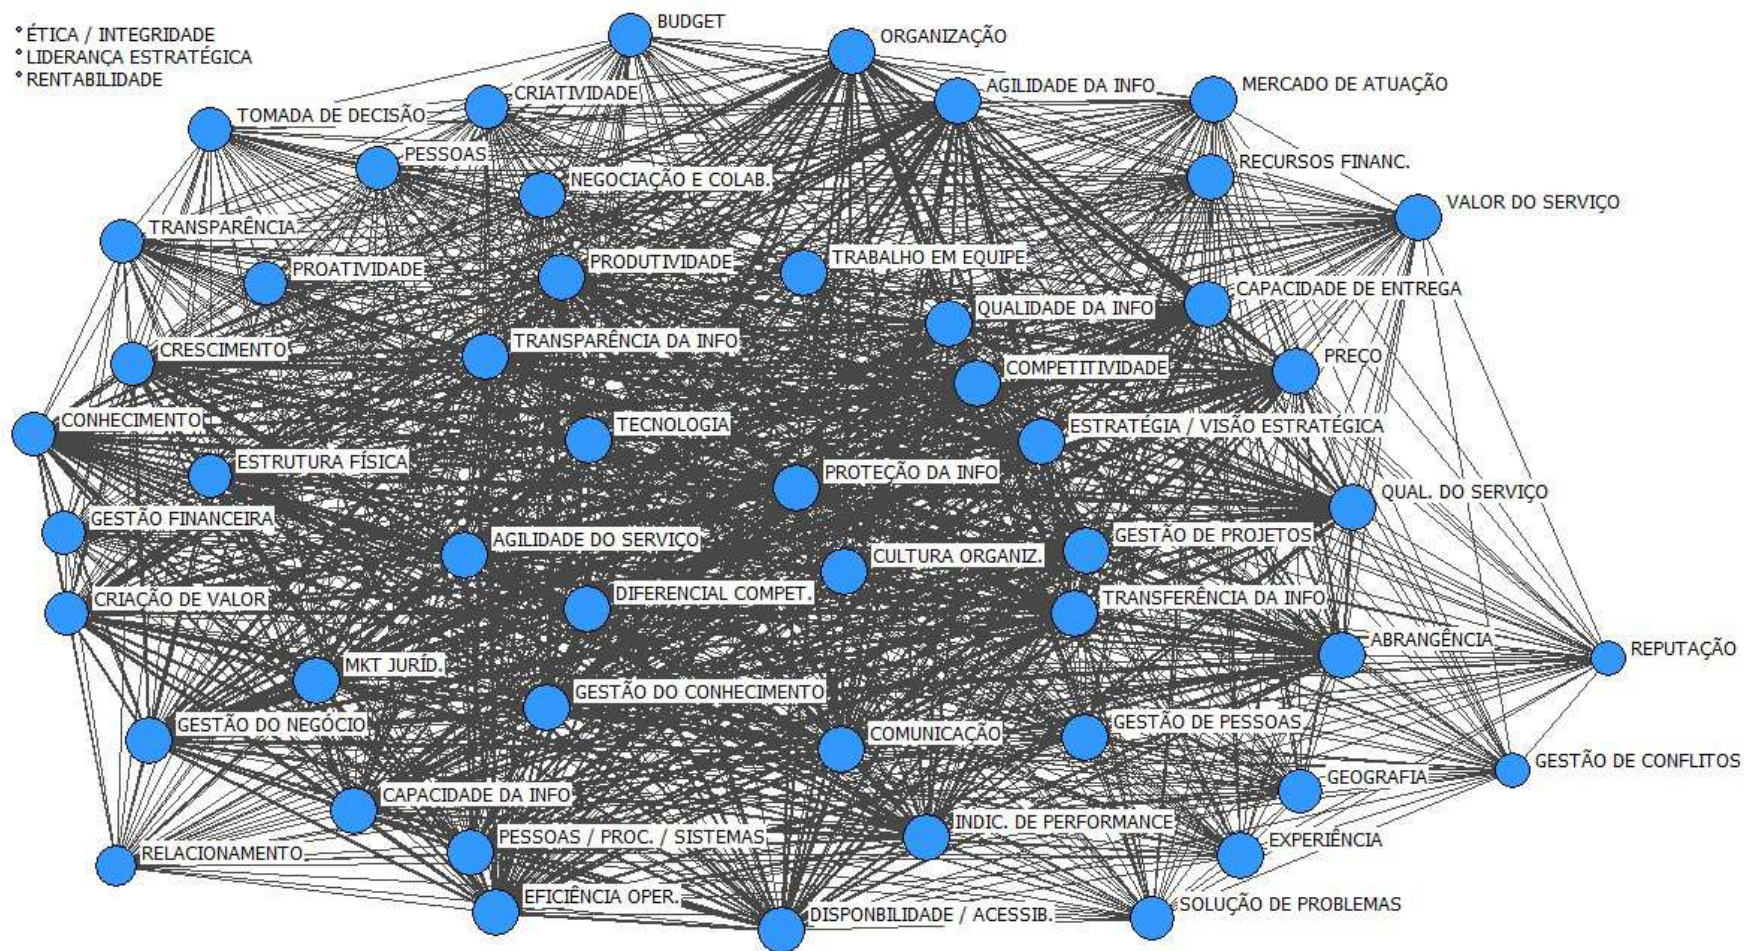 BUDGET
ORGANIZAÇÃO
° ÉTICA / INTEGRIDADE
° LIDERANÇA ESTRATÉGICA
° RENTABILIDADE
CRIATIVIDADE
AGILIDADE DA INFO
MERCADO DE ATUAÇÃO
TOMADA DE DECISÃO
PESSOAS
NEGOCIAÇÃO E COLAB.
RECURSOS FINANC.
VALOR DO SERVIÇO
TRANSPARÊNCIA
PROATIVIDADE
PRODUTIVIDADE
TRABALHO EM EQUIPE
CAPACIDADE DE ENTREGA
QUALIDADE DA INFO
CRESCIMENTO
TRANSPARÊNCIA DA INFO
COMPETITIVIDADE
PREÇO
CONHECIMENTO
TECNOLOGIA
ESTRATÉGIA / VISÃO ESTRATÉGICA
ESTRUTURA FÍSICA
PROTEÇÃO DA INFO
QUAL. DO SERVIÇO
GESTÃO FINANCEIRA
AGILIDADE DO SERVIÇO
GESTÃO DE PROJETOS
CULTURA ORGANIZ.
CRIAÇÃO DE VALOR
DIFERENCIAL COMPET.
TRANSFERÊNCIA DA INFO
ABRANGÊNCIA
REPUTAÇÃO
MKT JURÍD.
GESTÃO DO CONHECIMENTO
GESTÃO DO NEGÓCIO
COMUNICAÇÃO
GESTÃO DE PESSOAS
GESTÃO DE CONFLITOS
GEOGRAFIA
CAPACIDADE DA INFO
PESSOAS / PROC. / SISTEMAS
INDIC. DE PERFORMANCE
EXPERIÊNCIA
RELACIONAMENTO
EFICIÊNCIA OPER.
DISPONBILIDADE / ACESSIB.
SOLUÇÃO DE PROBLEMAS